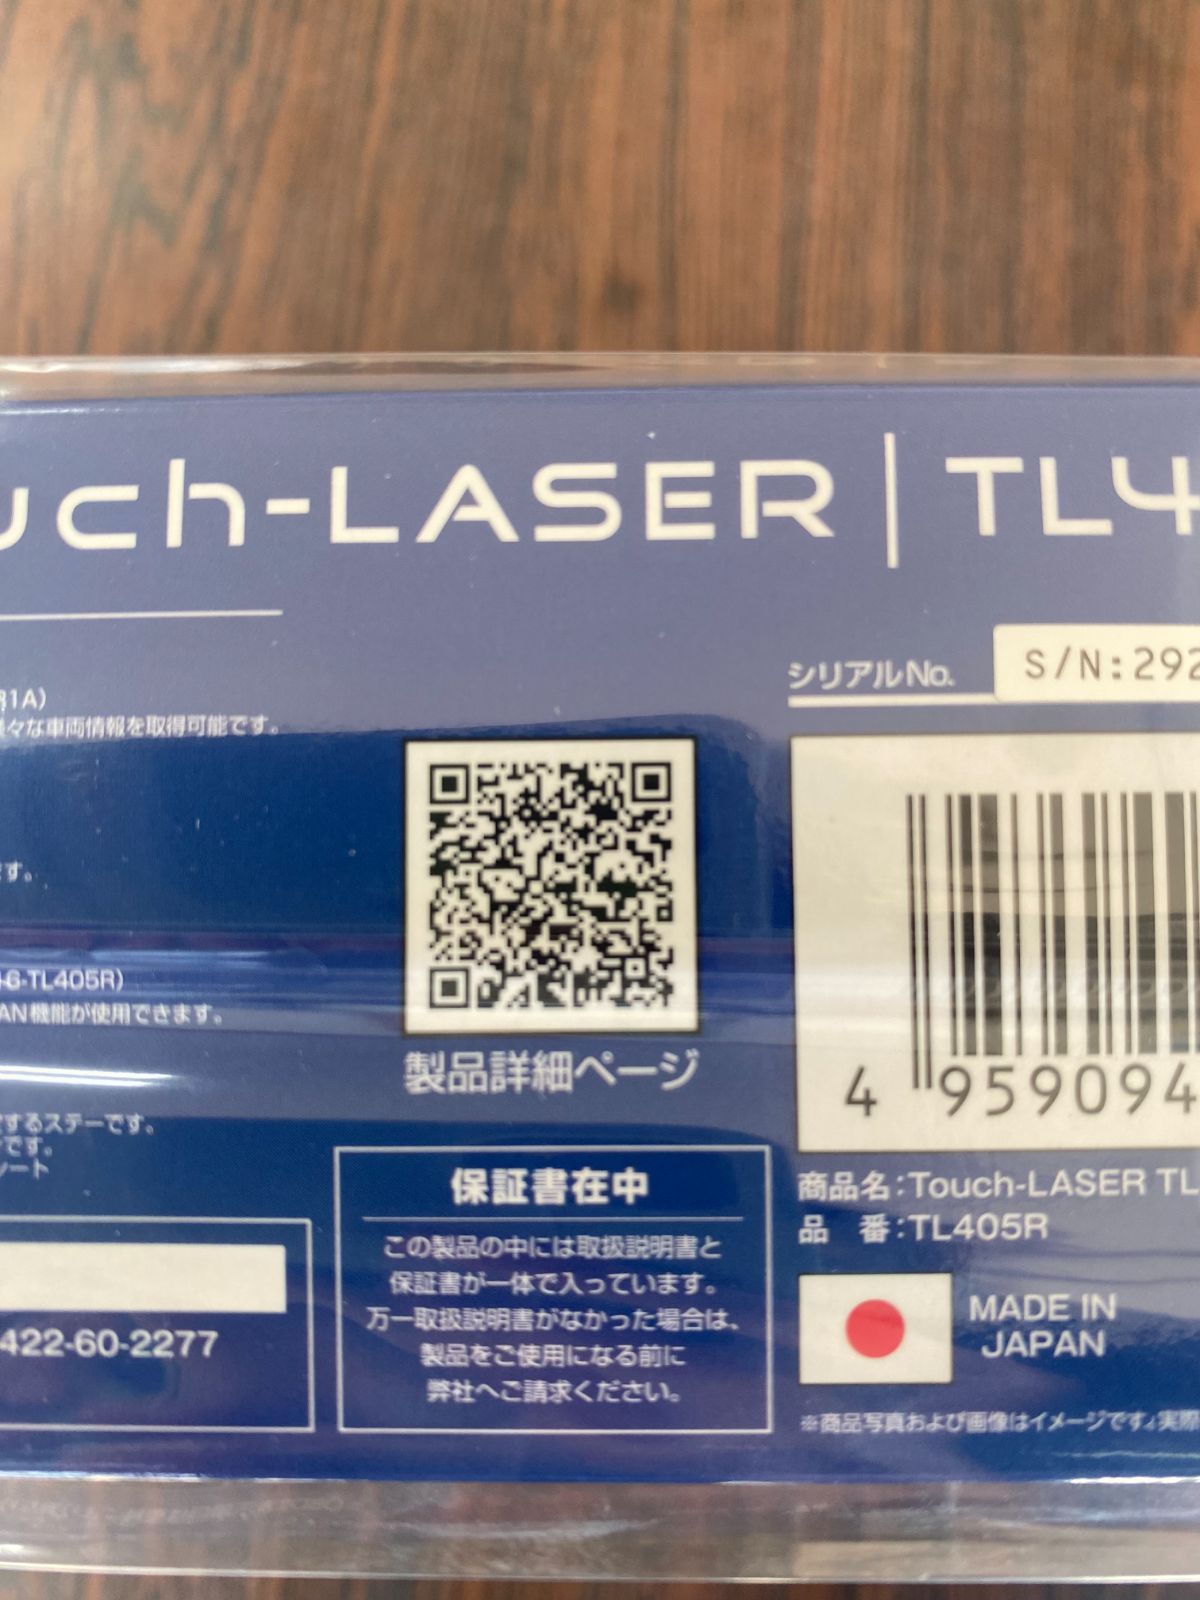 uch-LASER | TL4
シリアルNo.
S/N:292
R1A)
々な車両情報を取得可能です。
す。
46-TL405R)
AN機能が使用できます。
製品詳細ページ
するステーです。
です。
シート
422-60-2277
保証書在中
この製品の中には取扱説明書と
保証書が一体で入っています。
万一取扱説明書がなかった場合は、
製品をご使用になる前に
弊社へご請求ください。
4 959094
商品名:Touch-LASER TL
品 番:TL405R
MADE IN
JAPAN
※商品写真および画像はイメージです。実際